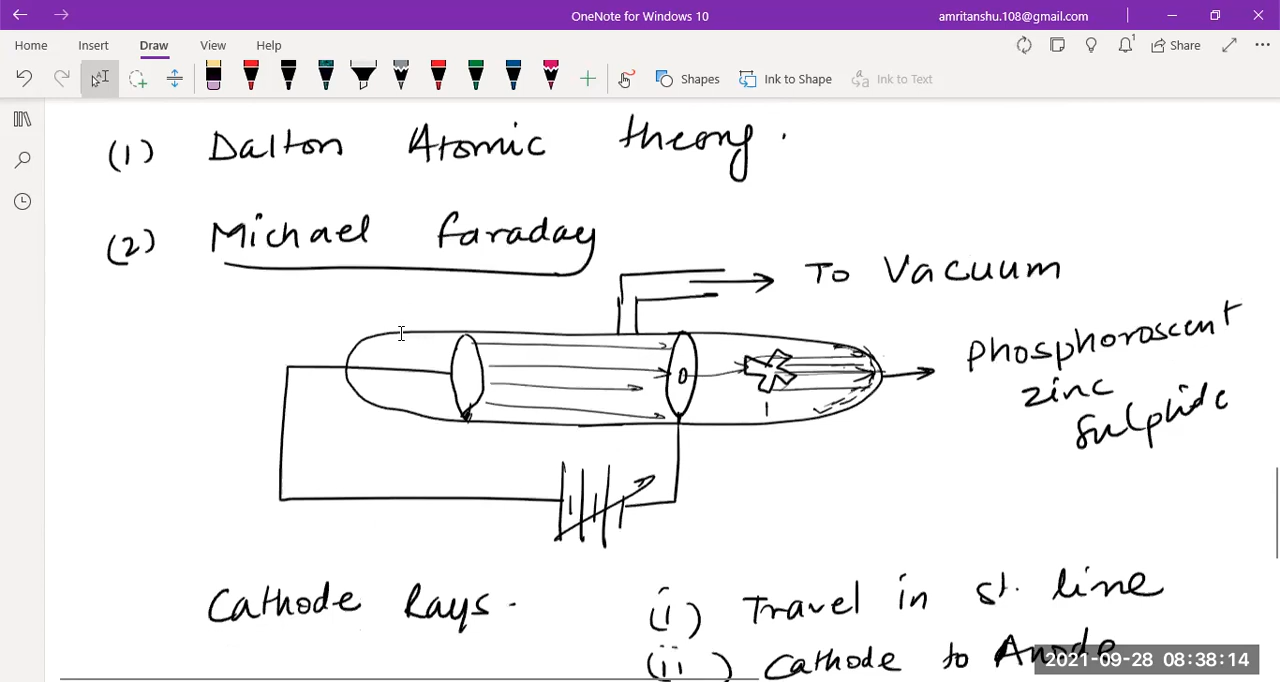 OneNote for Windows 10
amritanshu.108@gmail.com
Home Insert Draw View Help
Share
Shapes
Ink to Shape
Ink to Text
(1) Dalton Atomic theory.
(2) Michael faraday
To Vacuum
Phosphoroscent
zinc
Sulphide
Cathode Rays.
(i) Travel in st. line
(ii) Cathode to Anode
2021-09-28 08:38:14